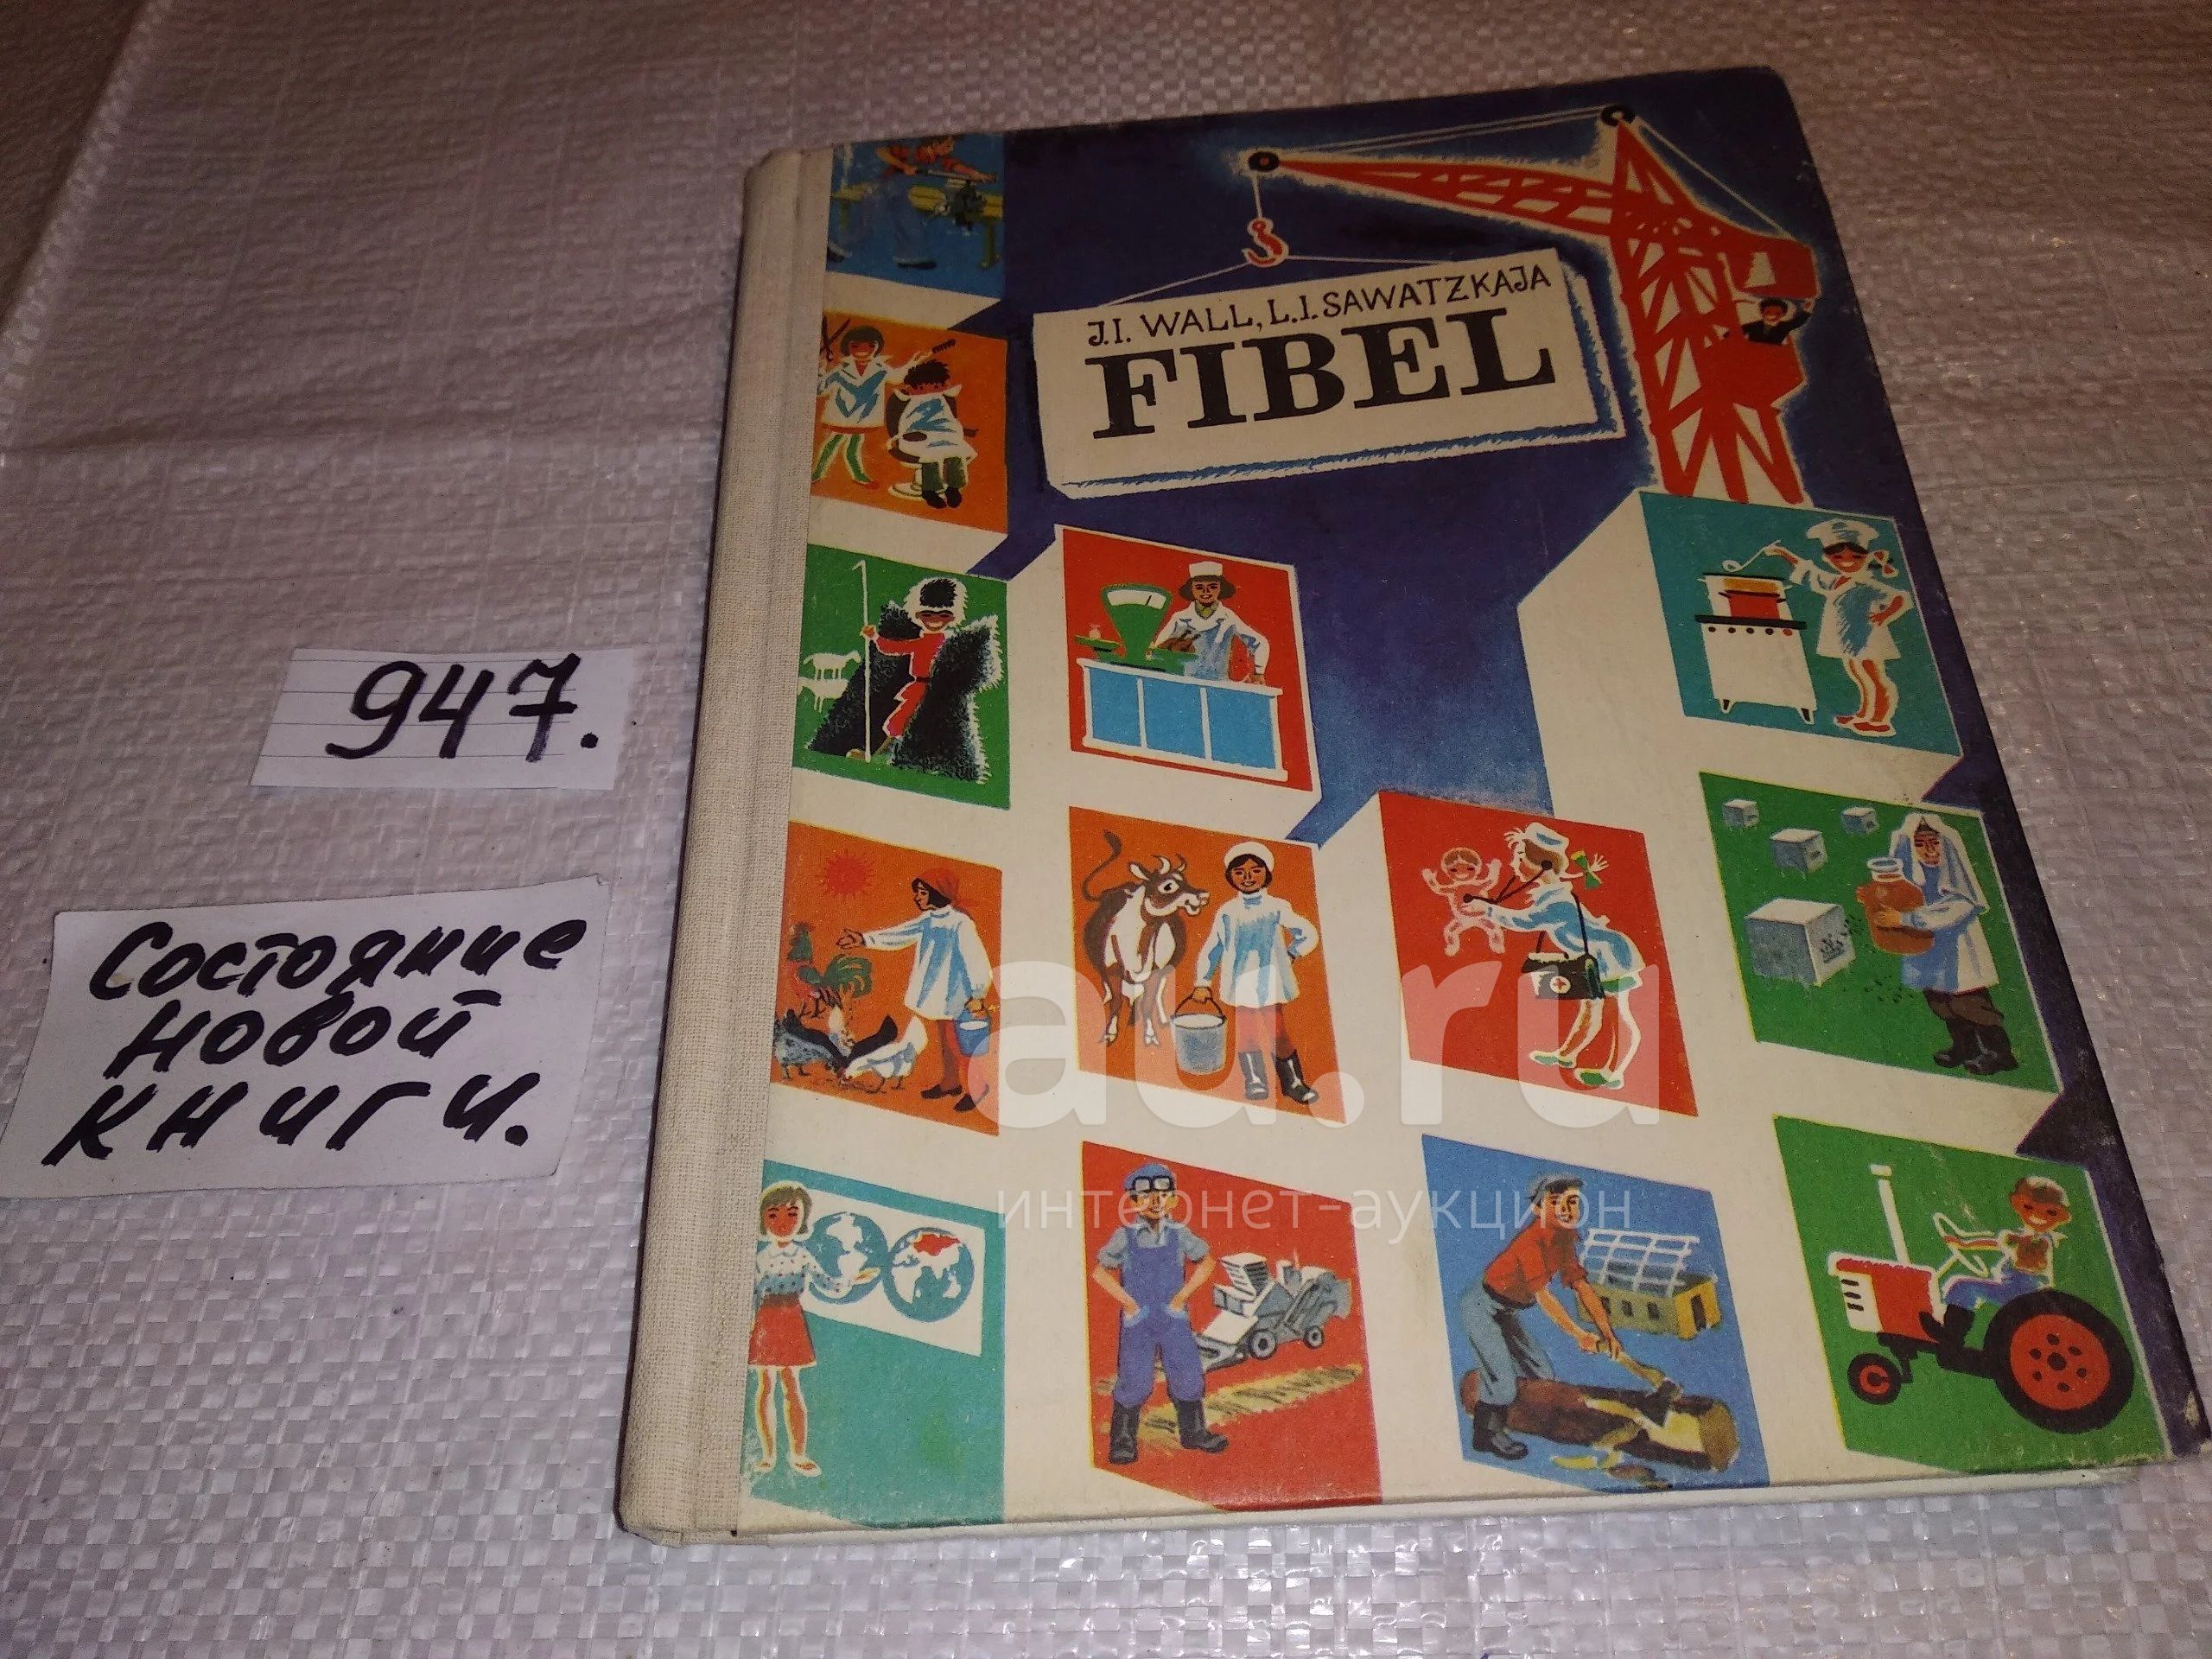 J.I. WALL, L.I. SAWATZKAJA
FIBEL
947.
Состояние
новой
книги.
au.ru
интернет-аукцион